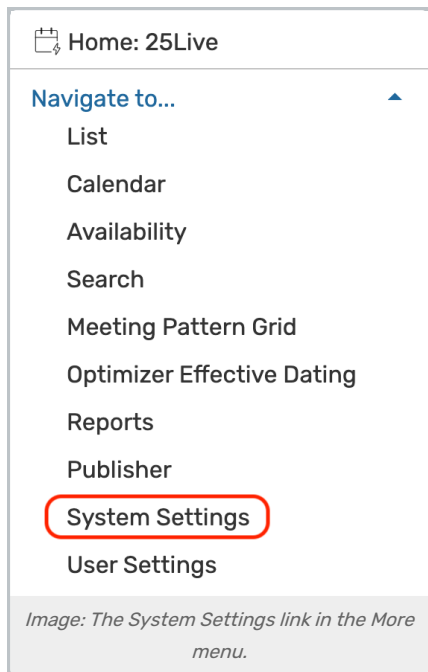 Home: 25Live
Navigate to...
List
Calendar
Availability
Search
Meeting Pattern Grid
Optimizer Effective Dating
Reports
Publisher
System Settings
User Settings
Image: The System Settings link in the More
menu.